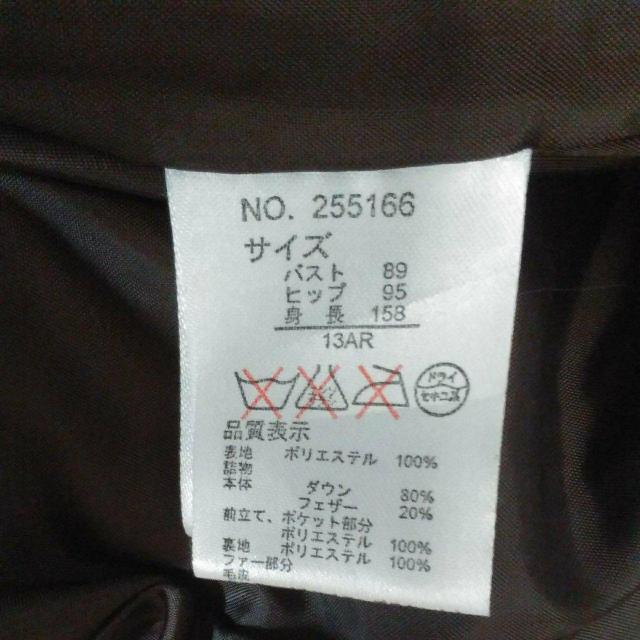 NO. 255166
サイズ
バスト 89
ヒップ 95
身長 158
13AR
ドライ
セキユ系
品質表示
表地 ポリエステル 100%
詰物
本体 ダウン 80%
フェザー 20%
前立て、ポケット部分
ポリエステル 100%
裏地 ポリエステル 100%
ファー部分
毛皮